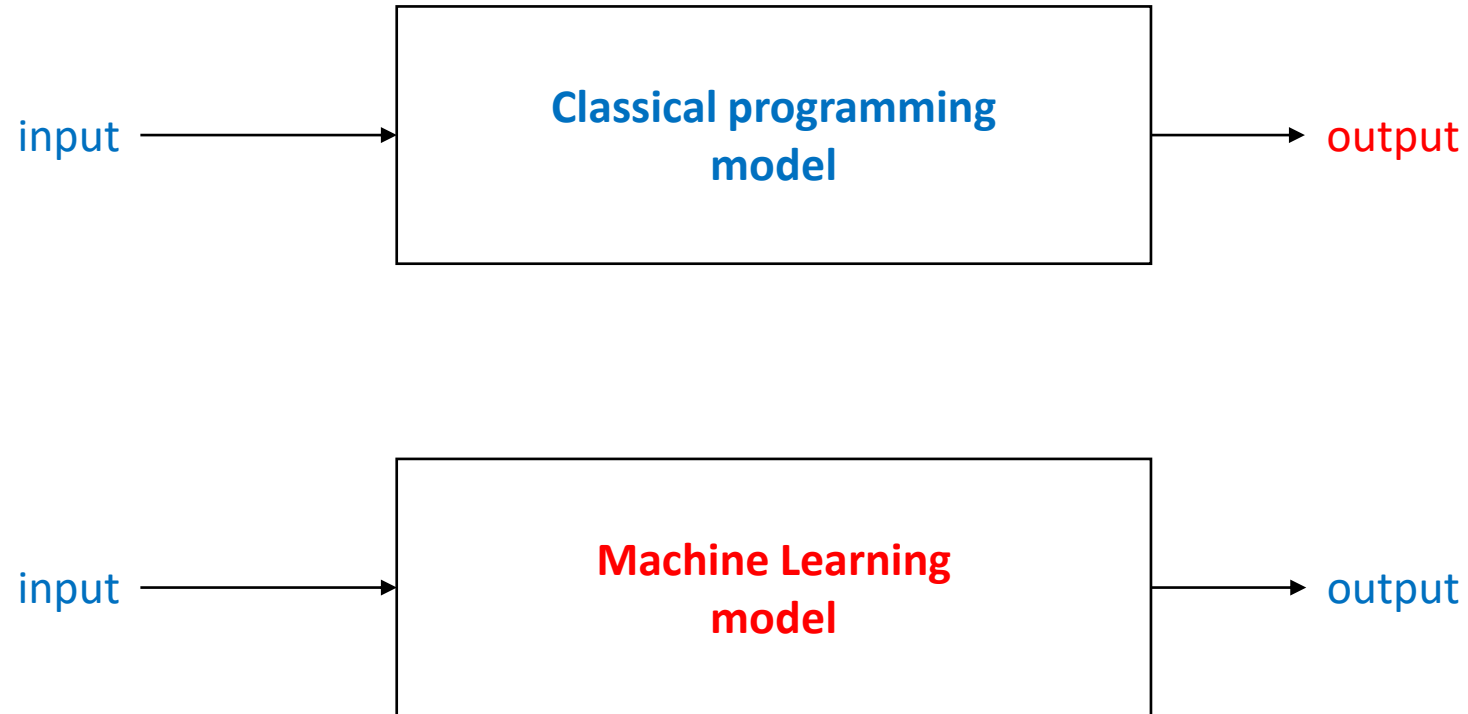 Classical programming
model
input
output
Machine Learning
model
input
output